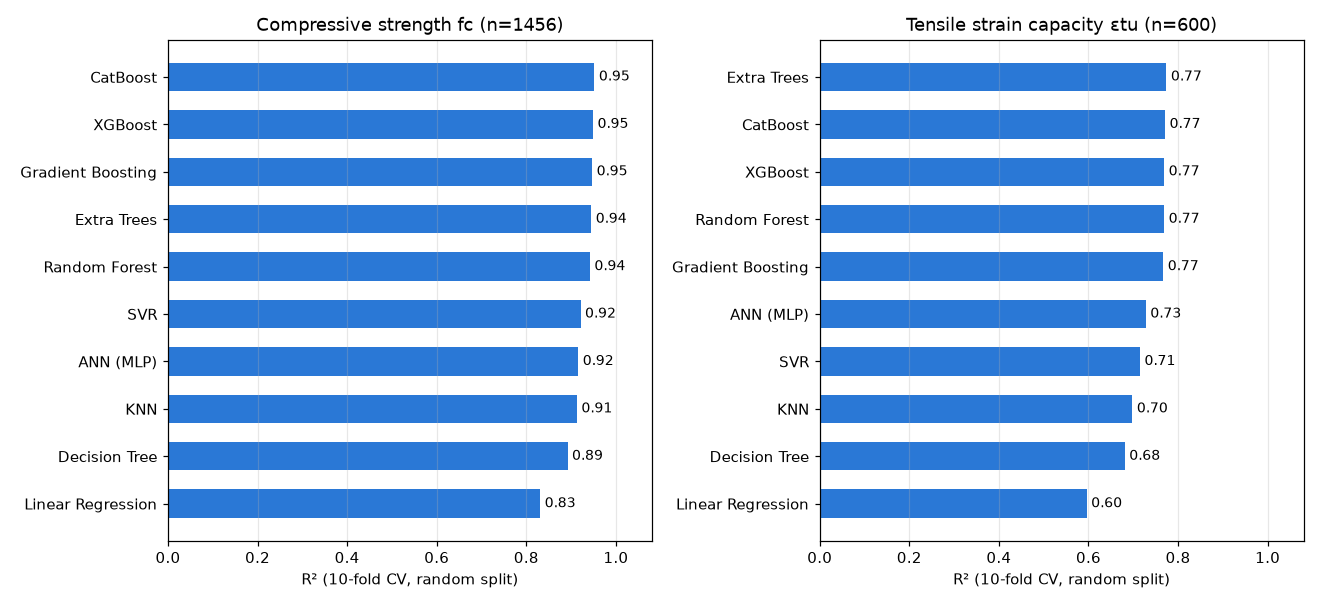 Compressive strength fc (n=1456)
CatBoost 0.95
XGBoost 0.95
Gradient Boosting 0.95
Extra Trees 0.94
Random Forest 0.94
SVR 0.92
ANN (MLP) 0.92
KNN 0.91
Decision Tree 0.89
Linear Regression 0.83
0.0 0.2 0.4 0.6 0.8 1.0
R² (10-fold CV, random split)
Tensile strain capacity εtu (n=600)
Extra Trees 0.77
CatBoost 0.77
XGBoost 0.77
Random Forest 0.77
Gradient Boosting 0.77
ANN (MLP) 0.73
SVR 0.71
KNN 0.70
Decision Tree 0.68
Linear Regression 0.60
0.0 0.2 0.4 0.6 0.8 1.0
R² (10-fold CV, random split)